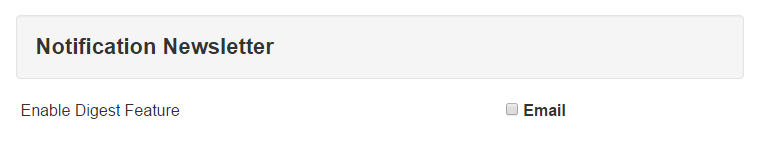 Notification Newsletter
Enable Digest Feature Email